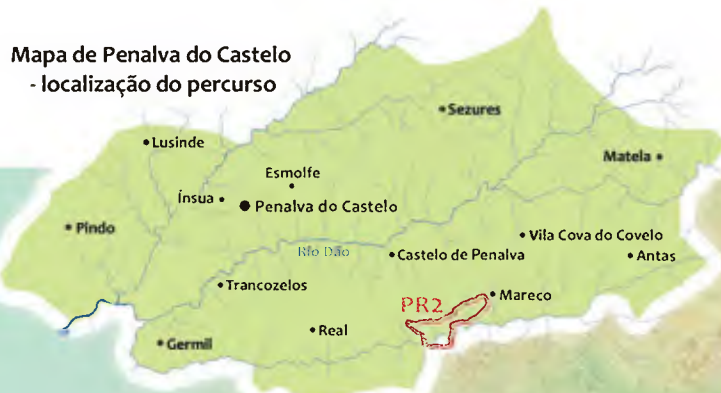 Mapa de Penalva do Castelo
- localização do percurso
Sezures
Lusinde
Matela
Esmolfe
Ínsua
Penalva do Castelo
Pindo
Vila Cova do Covelo
Rio Dão
Castelo de Penalva
Antas
Trancozelos
Mareco
PR2
Real
Germil